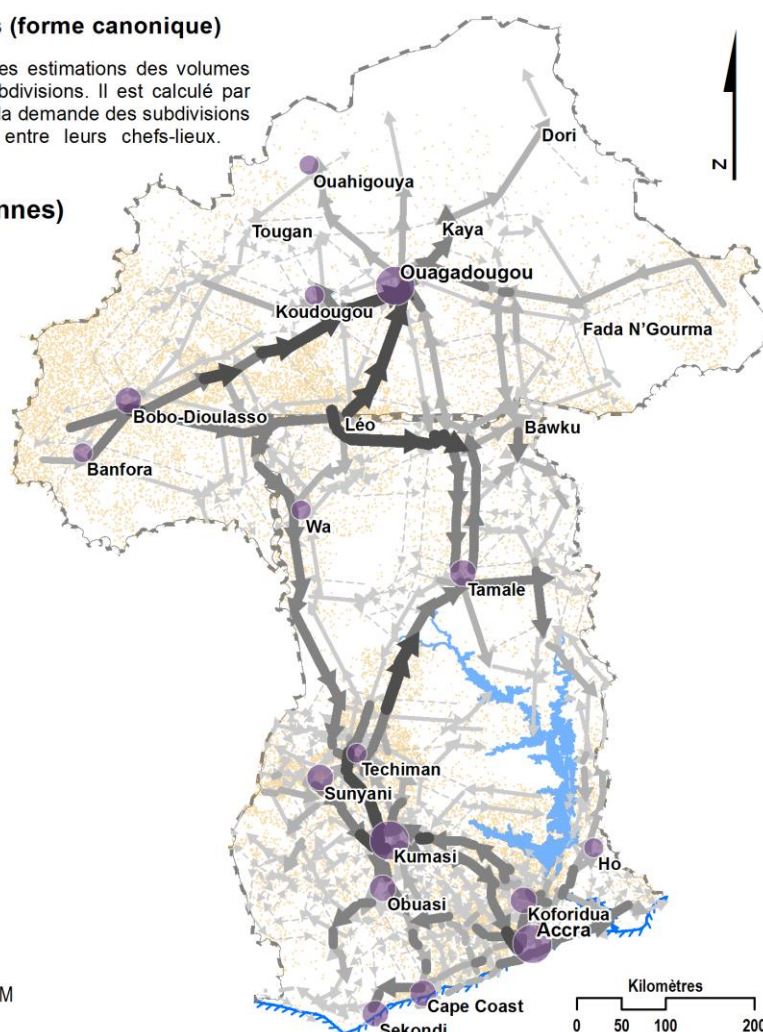 s (forme canonique)
es estimations des volumes
bdivisions. Il est calculé par
la demande des subdivisions
entre leurs chefs-lieux.
nnes)
N
Dori
Ouahigouya
Tougan
Kaya
Ouagadougou
Koudougou
Fada N'Gourma
Bobo-Dioulasso
Léo
Bawku
Banfora
Wa
Tamale
Techiman
Sunyani
Kumasi
Ho
Obuasi
Koforidua
Accra
M
Cape Coast
Sekondi
Kilomètres
0 50 100 200